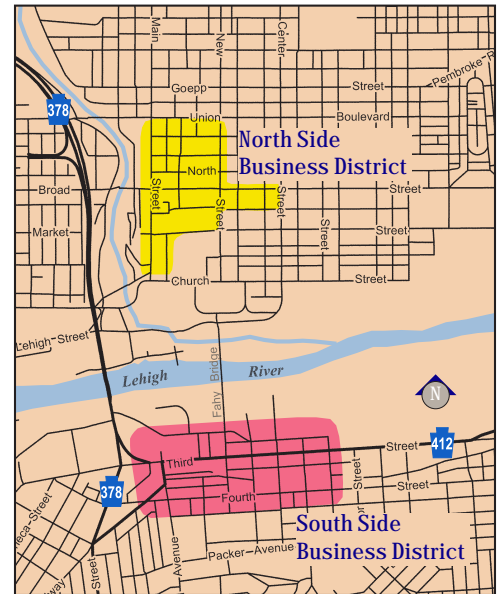 Main
New
Center
Pembroke R
Goepp
Street
378
Union
Boulevard
North Side
Business District
North
Broad
Street
Street
Street
Street
Street
Market
Street
Church
Street
Lehigh Street
Lehigh
River
Fahy Bridge
N
Third
Street
412
378
Fourth
Street
Street
South Side
Business District
Packer Avenue
Avenue
Street
neca-Street